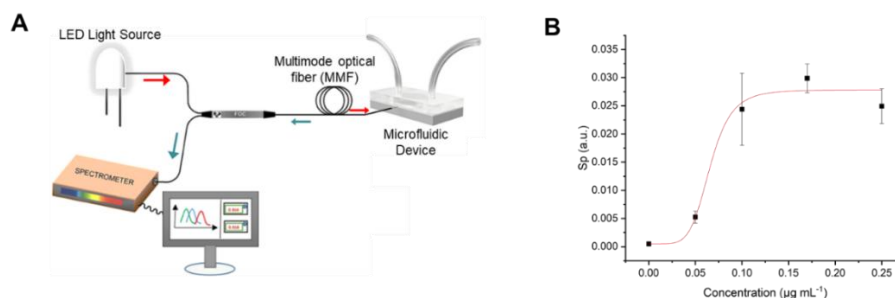 A
LED Light Source
Multimode optical
fiber (MMF)
Microfluidic
Device
SPECTROMETER
B
Sp (a.u.)
0.035
0.030
0.025
0.020
0.015
0.010
0.005
0.000
0.00 0.05 0.10 0.15 0.20 0.25
Concentration (µg mL⁻¹)